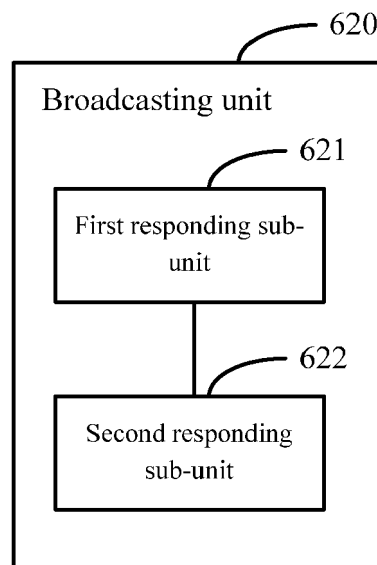 620
Broadcasting unit
621
First responding sub-
unit
622
Second responding
sub-unit